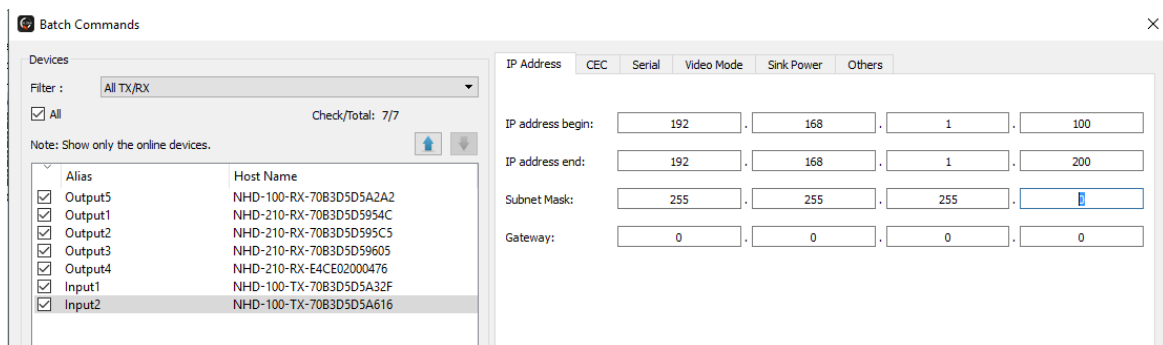 Batch Commands
Devices
Filter :
All TX/RX
All
Check/Total: 7/7
Note: Show only the online devices.
Alias Host Name
Output5 NHD-100-RX-70B3D5D5A2A2
Output1 NHD-210-RX-70B3D5D5954C
Output2 NHD-210-RX-70B3D5D595C5
Output3 NHD-210-RX-70B3D5D59605
Output4 NHD-210-RX-E4CE02000476
Input1 NHD-100-TX-70B3D5D5A32F
Input2 NHD-100-TX-70B3D5D5A616
IP Address CEC Serial Video Mode Sink Power Others
IP address begin: 192 . 168 . 1 . 100
IP address end: 192 . 168 . 1 . 200
Subnet Mask: 255 . 255 . 255 . 0
Gateway: 0 . 0 . 0 . 0